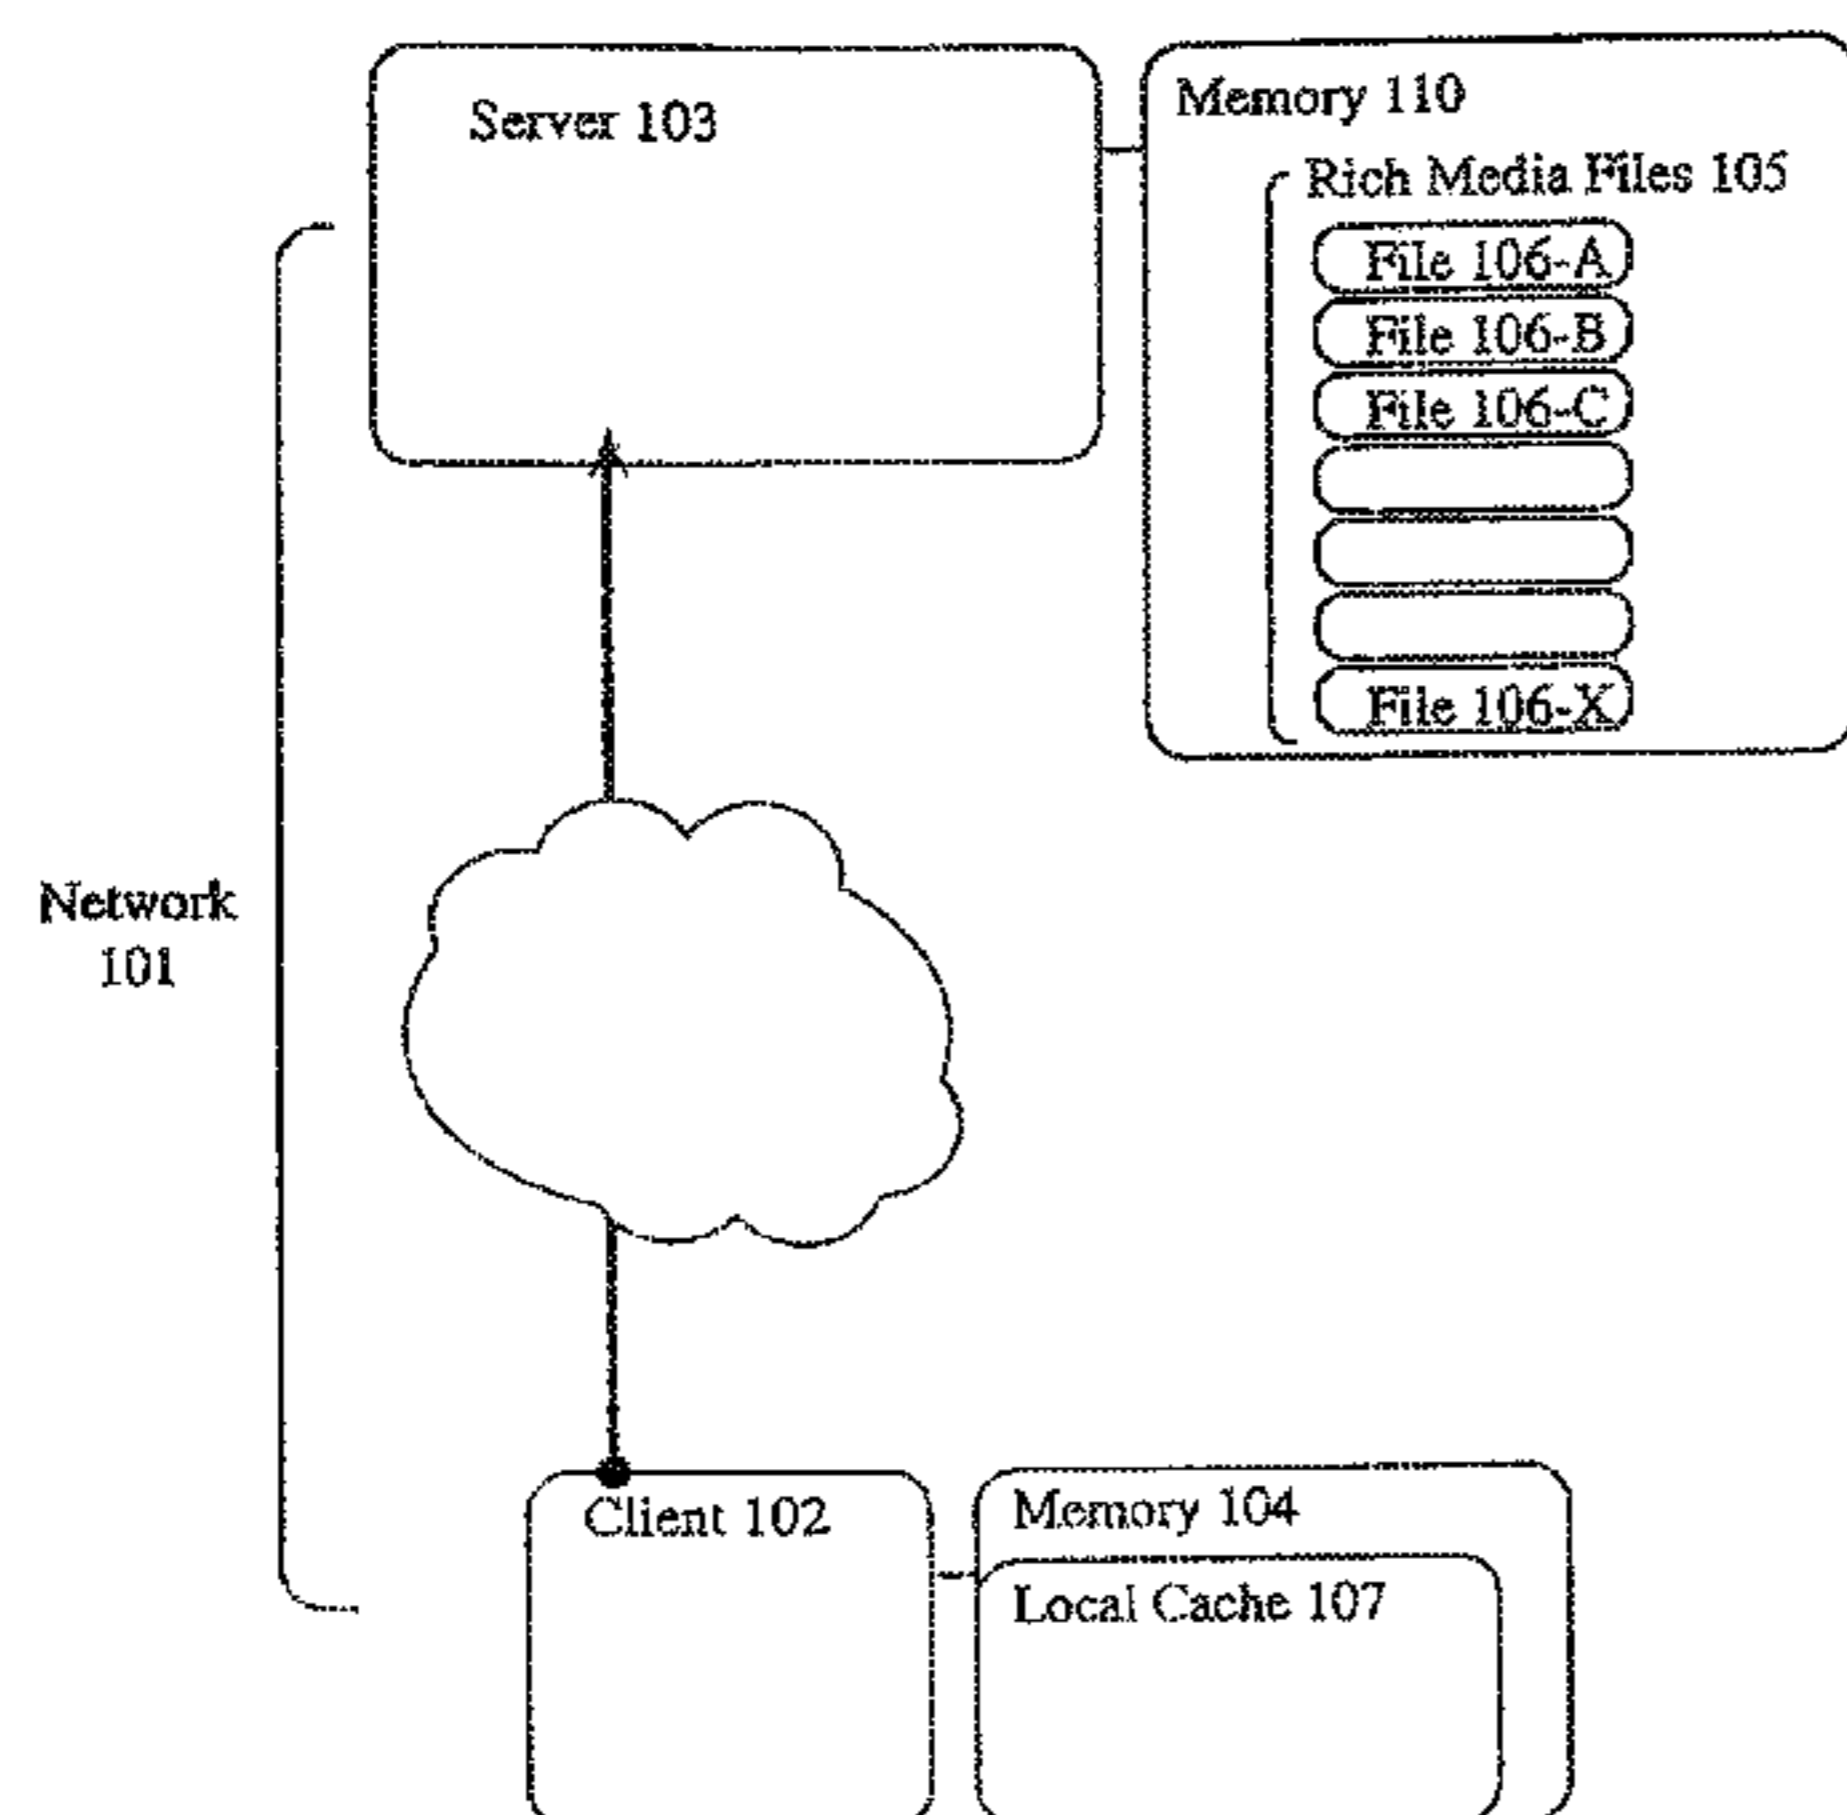 Server 103
Memory 110
Rich Media Files 105
File 106-A
File 106-B
File 106-C
File 106-X
Network
101
Client 102
Memory 104
Local Cache 107